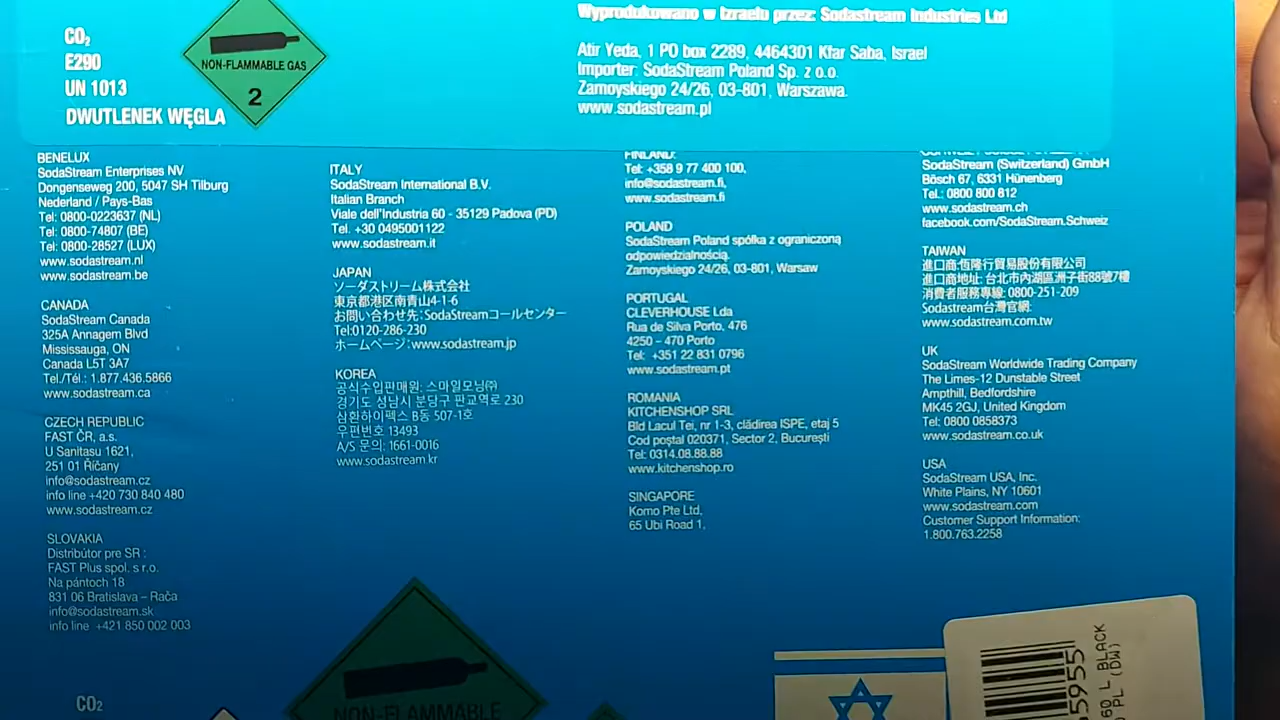 CO₂
E290
UN 1013
DWUTLENEK WĘGLA
NON-FLAMMABLE GAS
2
Wyprodukowano w Izraelu przez: Sodastream Industries Ltd
Atir Yeda, 1 PO box 2289, 4464301 Kfar Saba, Israel
Importer: SodaStream Poland Sp. z o.o.
Zamoyskiego 24/26, 03-801, Warszawa.
www.sodastream.pl
BENELUX
SodaStream Enterprises NV
Dongenseweg 200, 5047 SH Tilburg
Nederland / Pays-Bas
Tel: 0800-0223637 (NL)
Tel: 0800-74807 (BE)
Tel: 0800-28527 (LUX)
www.sodastream.nl
www.sodastream.be
CANADA
SodaStream Canada
325A Annagem Blvd
Mississauga, ON
Canada L5T 3A7
Tel./Tél.: 1.877.436.5866
www.sodastream.ca
CZECH REPUBLIC
FAST ČR, a.s.
U Sanitasu 1621,
251 01 Říčany
info@sodastream.cz
info line +420 730 840 480
www.sodastream.cz
SLOVAKIA
Distribútor pre SR :
FAST Plus spol. s r.o.
Na pántoch 18
831 06 Bratislava – Rača
info@sodastream.sk
info line +421 850 002 003
ITALY
SodaStream International B.V.
Italian Branch
Viale dell'Industria 60 - 35129 Padova (PD)
Tel. +30 0495001122
www.sodastream.it
JAPAN
ソーダストリーム株式会社
東京都港区南青山4-1-6
お問い合わせ先：SodaStreamコールセンター
Tel:0120-286-230
ホームページ：www.sodastream.jp
KOREA
공식수입판매원: 스마일모닝㈜
경기도 성남시 분당구 판교역로 230
삼환하이펙스 B동 507-1호
우편번호 13493
A/S 문의: 1661-0016
www.sodastream.kr
FINLAND:
Tel: +358 9 77 400 100,
info@sodastream.fi,
www.sodastream.fi
POLAND
SodaStream Poland spółka z ograniczoną
odpowiedzialnością.
Zamoyskiego 24/26, 03-801, Warsaw
PORTUGAL
CLEVERHOUSE Lda
Rua de Silva Porto, 476
4250 – 470 Porto
Tel: +351 22 831 0796
www.sodastream.pt
ROMANIA
KITCHENSHOP SRL
Bld Lacul Tei, nr 1-3, clădirea ISPE, etaj 5
Cod poștal 020371, Sector 2, București
Tel: 0314.08.88.88
www.kitchenshop.ro
SINGAPORE
Komo Pte Ltd,
65 Ubi Road 1,
SodaStream (Switzerland) GmbH
Bösch 67, 6331 Hünenberg
Tel.: 0800 800 812
www.sodastream.ch
facebook.com/SodaStream.Schweiz
TAIWAN
進口商:恆隆行貿易股份有限公司
進口商地址: 台北市內湖區洲子街88號7樓
消費者服務專線: 0800-251-209
Sodastream台灣官網:
www.sodastream.com.tw
UK
SodaStream Worldwide Trading Company
The Limes-12 Dunstable Street
Ampthill, Bedfordshire
MK45 2GJ, United Kingdom
Tel: 0800 0858373
www.sodastream.co.uk
USA
SodaStream USA, Inc.
White Plains, NY 10601
www.sodastream.com
Customer Support Information:
1.800.763.2258
CO₂
NON-FLAMMABLE
60 L BLACK
PL (DW)